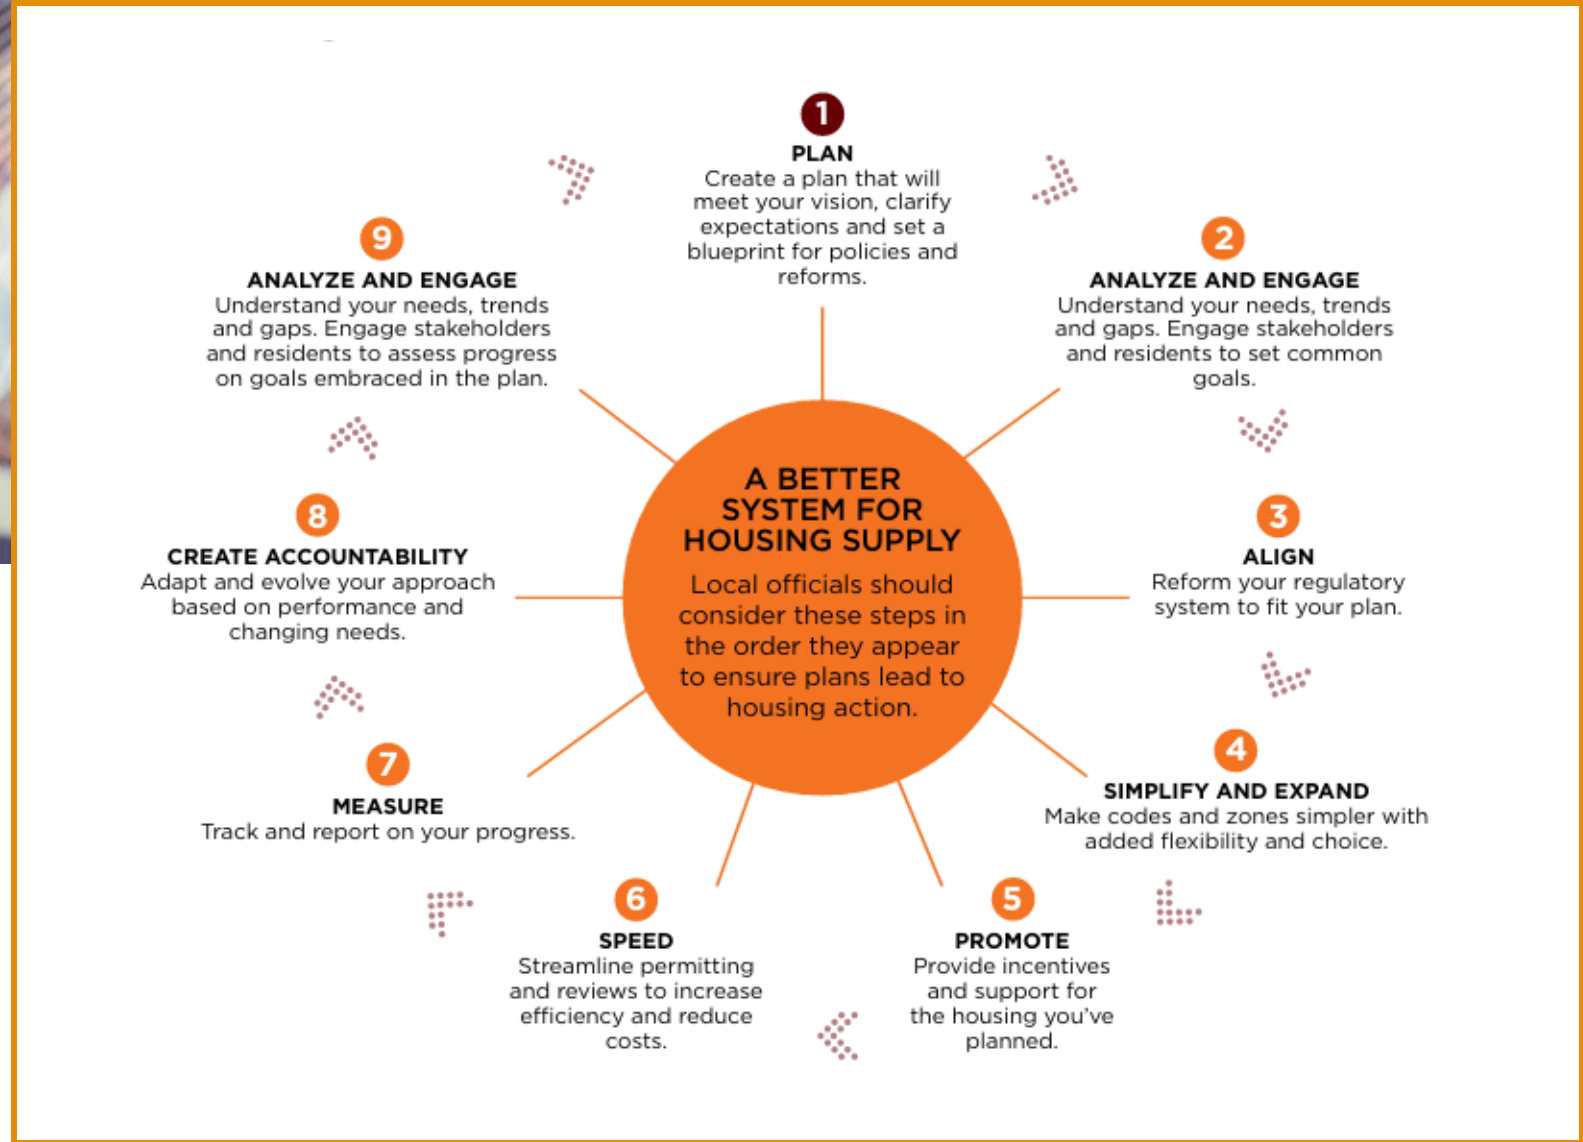 1
PLAN
Create a plan that will
meet your vision, clarify
expectations and set a
blueprint for policies and
reforms.
2
ANALYZE AND ENGAGE
Understand your needs, trends
and gaps. Engage stakeholders
and residents to set common
goals.
3
ALIGN
Reform your regulatory
system to fit your plan.
4
SIMPLIFY AND EXPAND
Make codes and zones simpler with
added flexibility and choice.
5
PROMOTE
Provide incentives
and support for
the housing you've
planned.
6
SPEED
Streamline permitting
and reviews to increase
efficiency and reduce
costs.
7
MEASURE
Track and report on your progress.
8
CREATE ACCOUNTABILITY
Adapt and evolve your approach
based on performance and
changing needs.
9
ANALYZE AND ENGAGE
Understand your needs, trends
and gaps. Engage stakeholders
and residents to assess progress
on goals embraced in the plan.
A BETTER
SYSTEM FOR
HOUSING SUPPLY
Local officials should
consider these steps in
the order they appear
to ensure plans lead to
housing action.